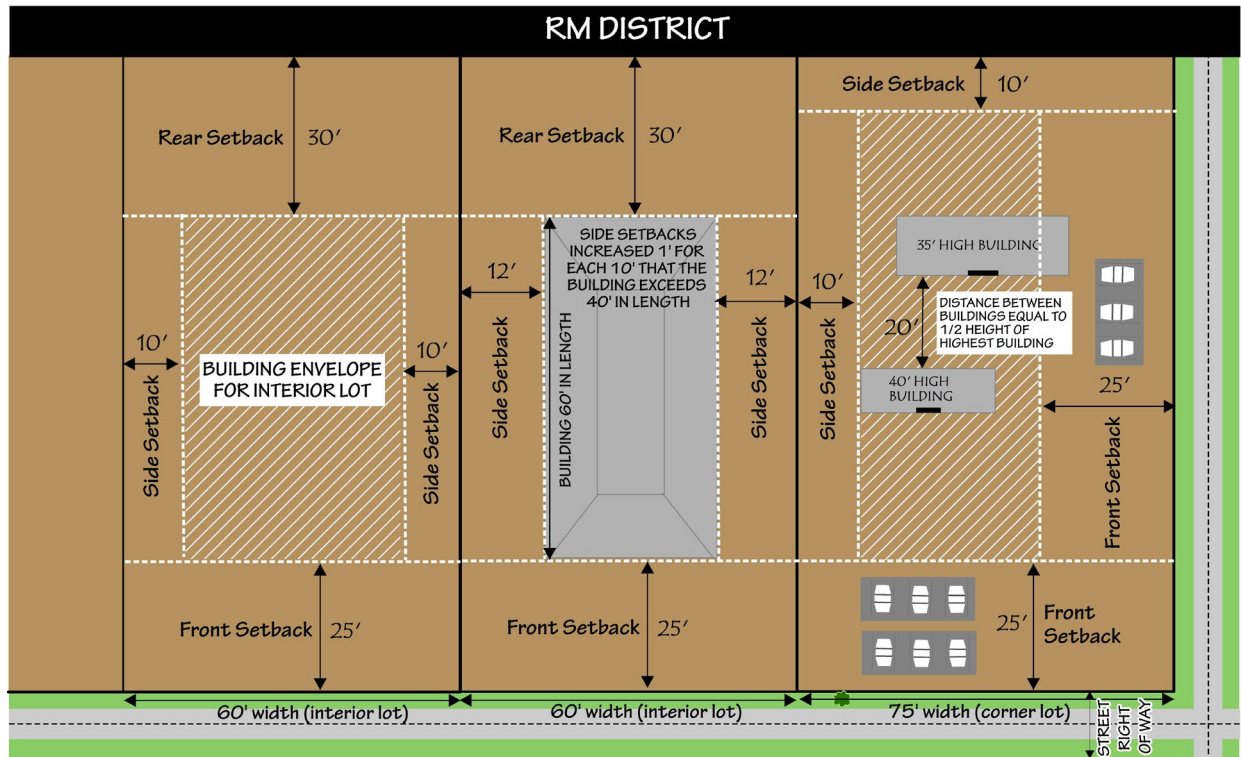 RM DISTRICT
Rear Setback 30'
10'
Side Setback
BUILDING ENVELOPE
FOR INTERIOR LOT
10'
Side Setback
Front Setback 25'
60' width (interior lot)
Rear Setback 30'
12'
Side Setback
SIDE SETBACKS
INCREASED 1' FOR
EACH 10' THAT THE
BUILDING EXCEEDS
40' IN LENGTH
BUILDING 60' IN LENGTH
12'
Side Setback
Front Setback 25'
60' width (interior lot)
Side Setback 10'
10'
Side Setback
35' HIGH BUILDING
20'
DISTANCE BETWEEN
BUILDINGS EQUAL TO
1/2 HEIGHT OF
HIGHEST BUILDING
40' HIGH
BUILDING
25'
Front Setback
25' Front
Setback
75' width (corner lot)
STREET
RIGHT
OF WAY